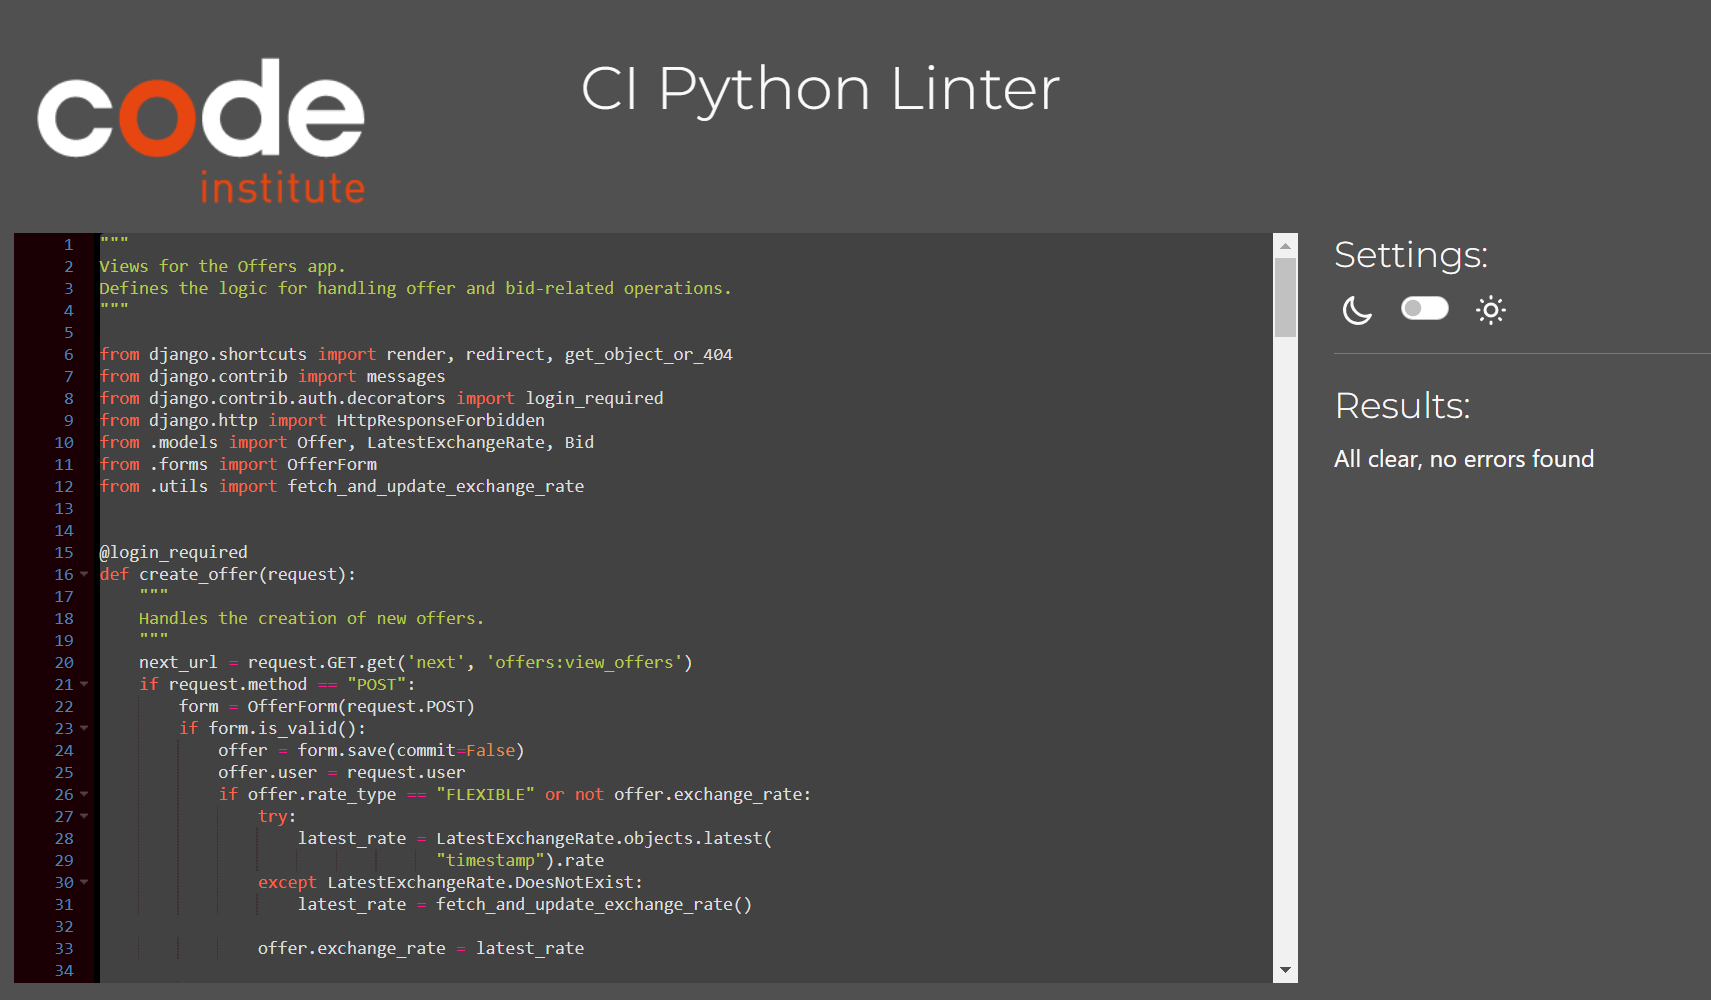 code
institute
CI Python Linter
1 """
2 Views for the Offers app.
3 Defines the logic for handling offer and bid-related operations.
4 """
5
6 from django.shortcuts import render, redirect, get_object_or_404
7 from django.contrib import messages
8 from django.contrib.auth.decorators import login_required
9 from django.http import HttpResponseForbidden
10 from .models import Offer, LatestExchangeRate, Bid
11 from .forms import OfferForm
12 from .utils import fetch_and_update_exchange_rate
13
14
15 @login_required
16 def create_offer(request):
17     """
18     Handles the creation of new offers.
19     """
20     next_url = request.GET.get('next', 'offers:view_offers')
21     if request.method == "POST":
22         form = OfferForm(request.POST)
23         if form.is_valid():
24             offer = form.save(commit=False)
25             offer.user = request.user
26             if offer.rate_type == "FLEXIBLE" or not offer.exchange_rate:
27                 try:
28                     latest_rate = LatestExchangeRate.objects.latest(
29                                   "timestamp").rate
30                 except LatestExchangeRate.DoesNotExist:
31                     latest_rate = fetch_and_update_exchange_rate()
32
33                 offer.exchange_rate = latest_rate
34
Settings:
Results:
All clear, no errors found